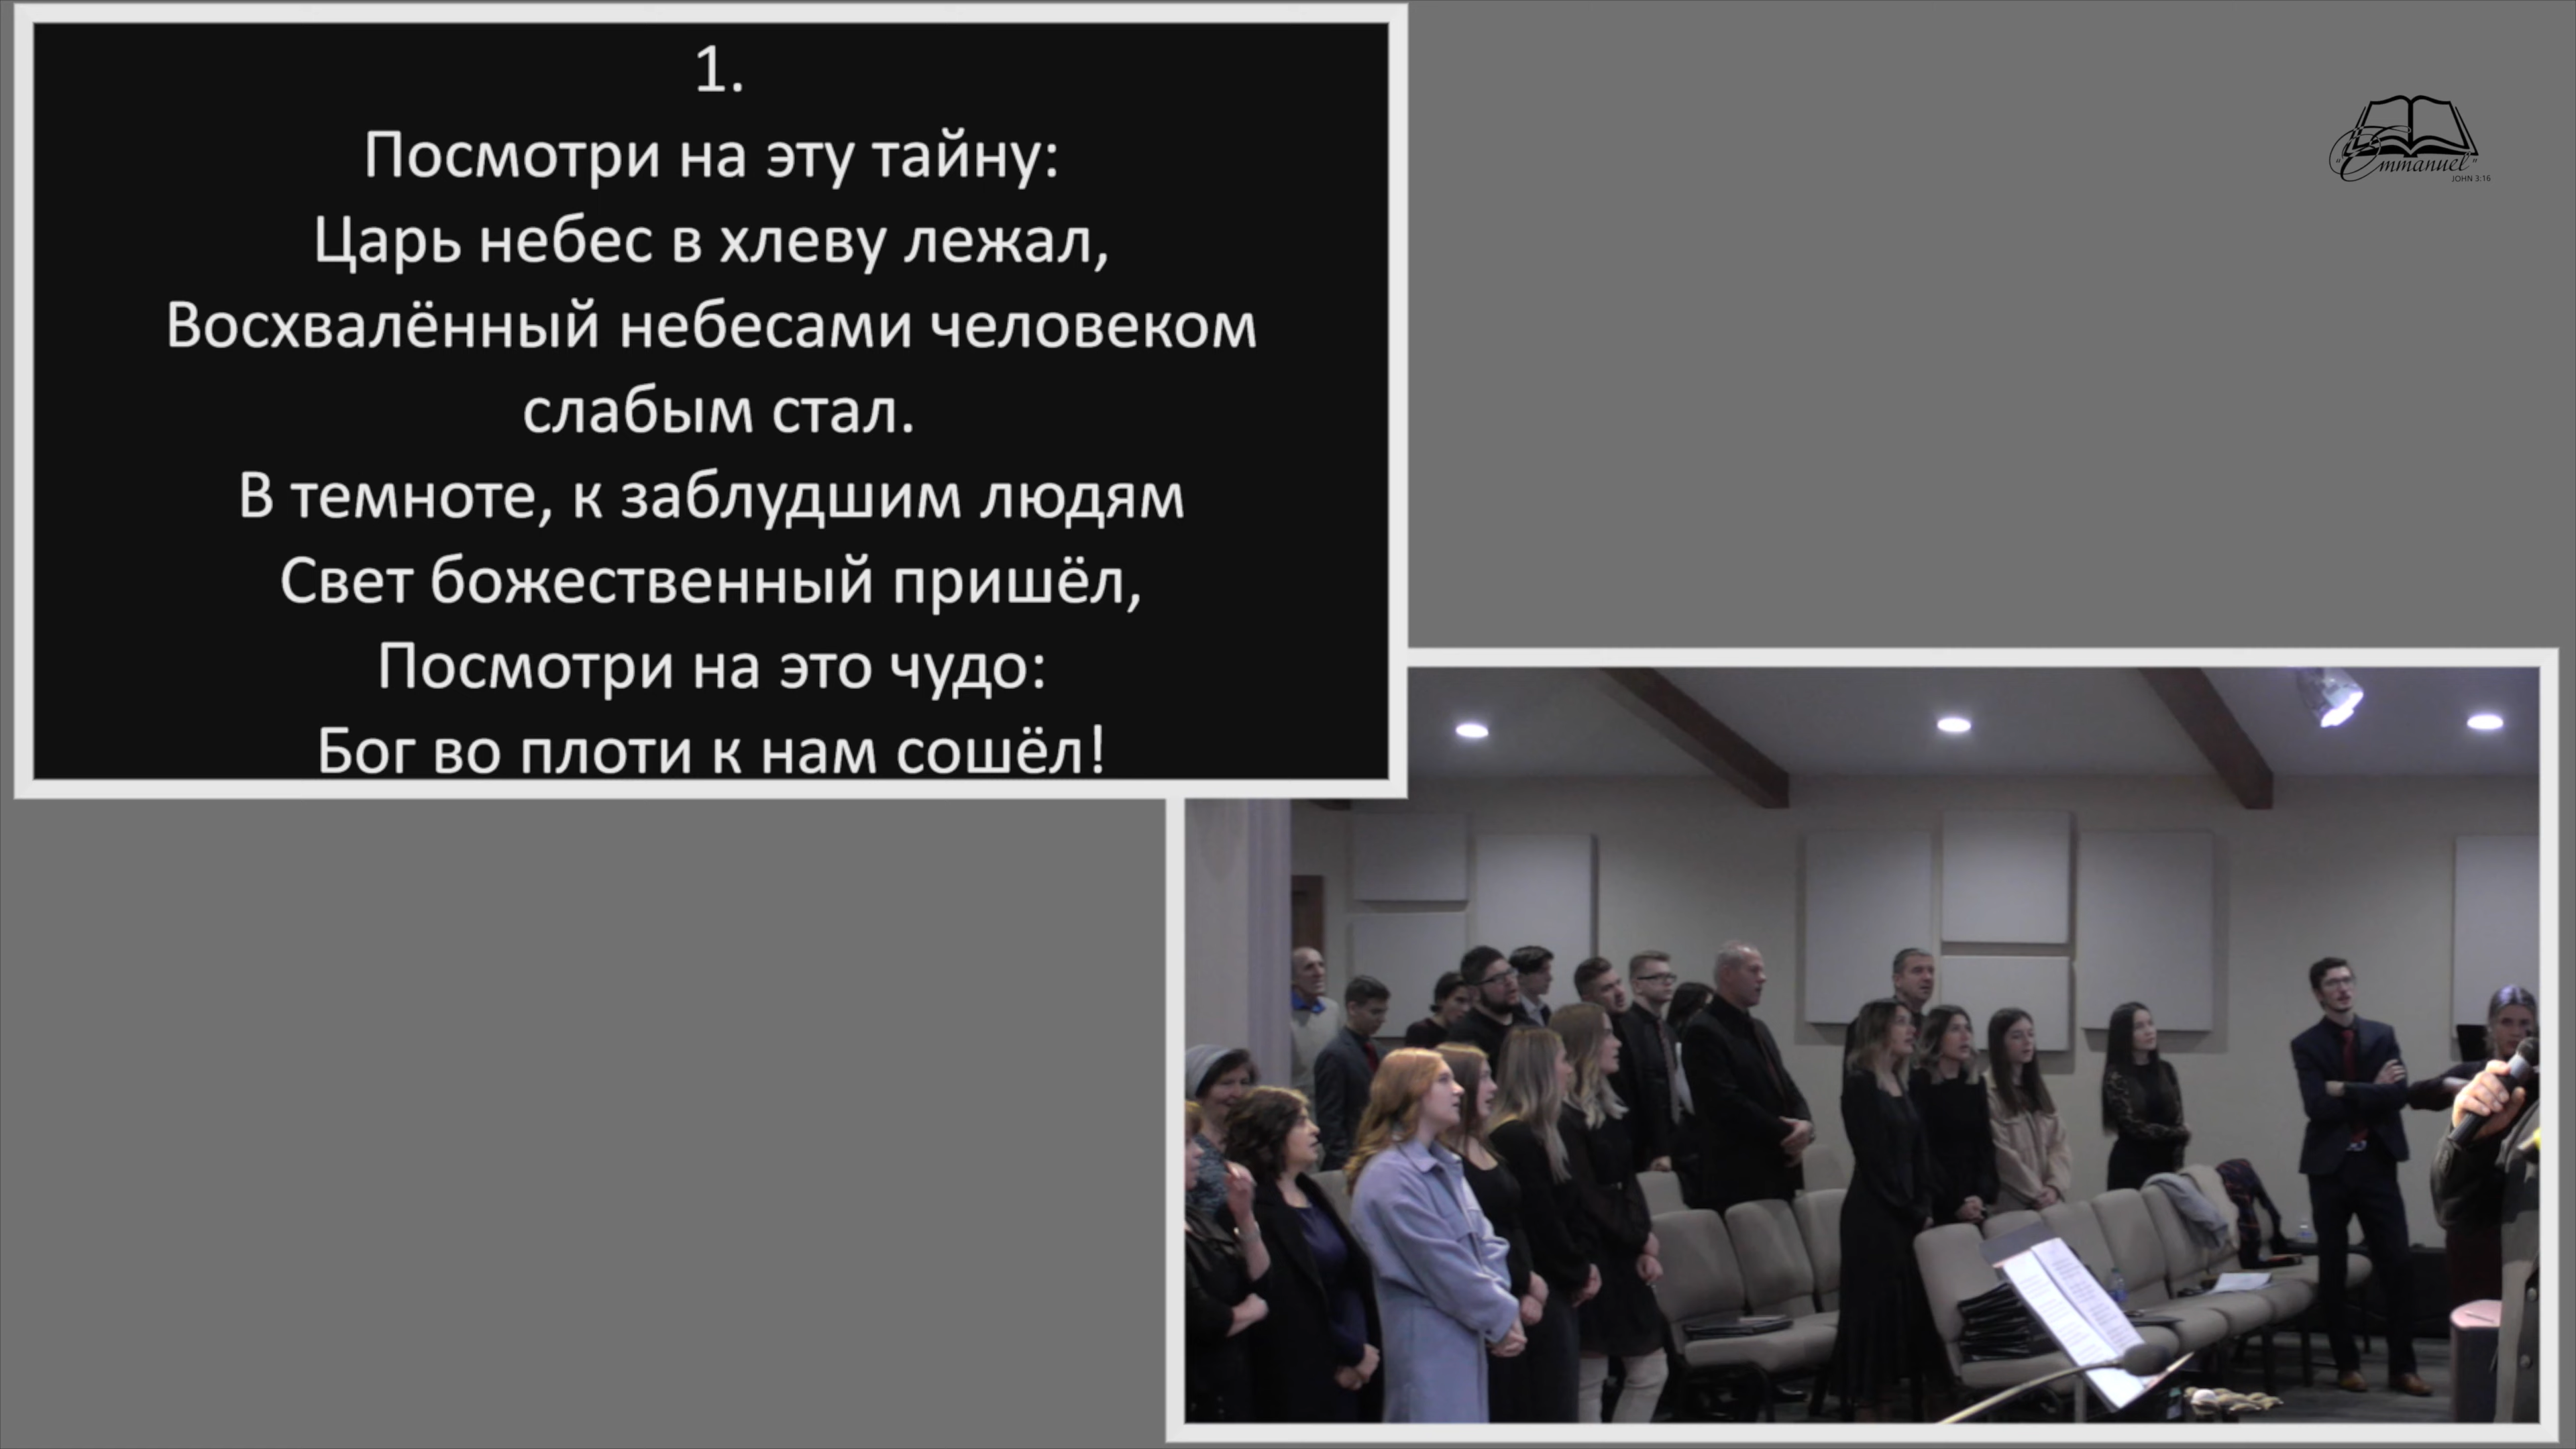 1.
Посмотри на эту тайну:
Царь небес в хлеву лежал,
Восхвалённый небесами человеком
слабым стал.
В темноте, к заблудшим людям
Свет божественный пришёл,
Посмотри на это чудо:
Бог во плоти к нам сошёл!
"Emmanuel"
JOHN 3:16